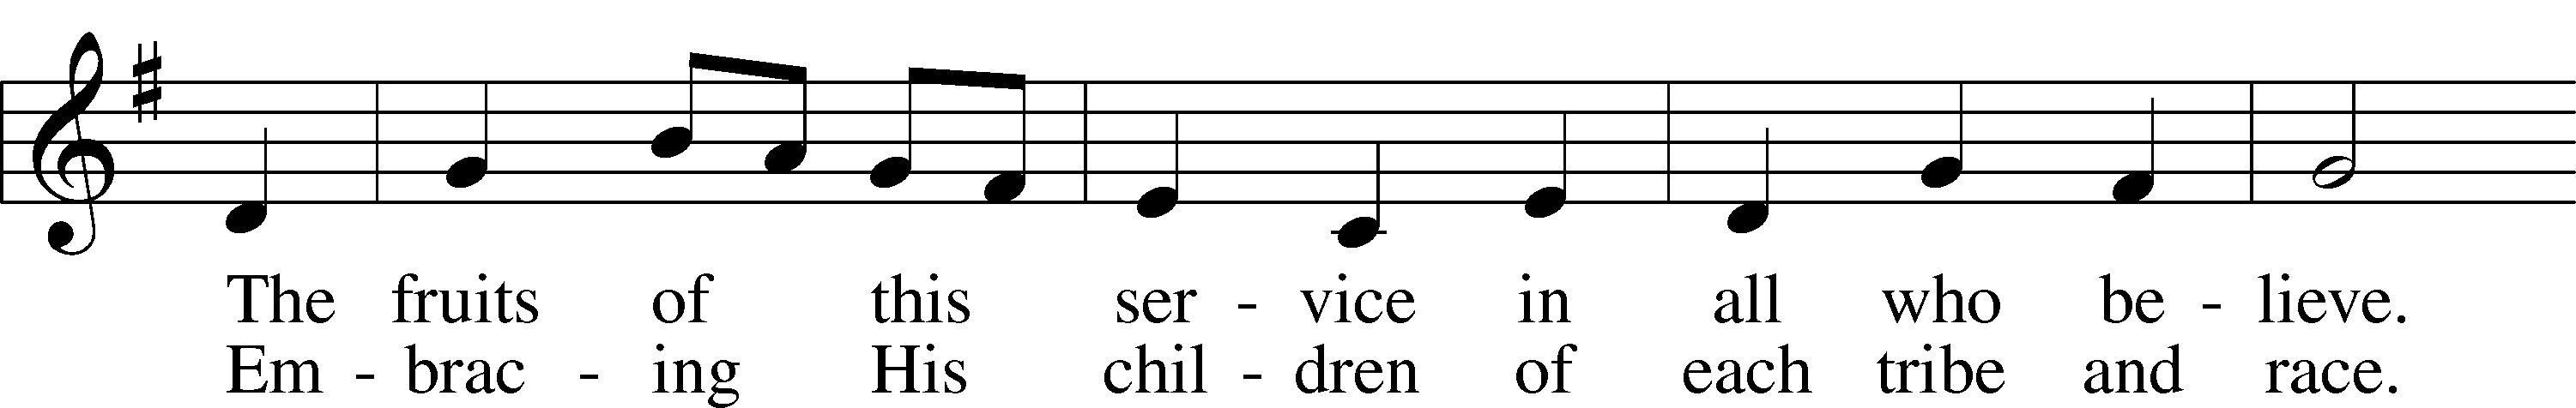 The fruits of this ser - vice in all who be - lieve.
Em - brac - ing His chil - dren of each tribe and race.